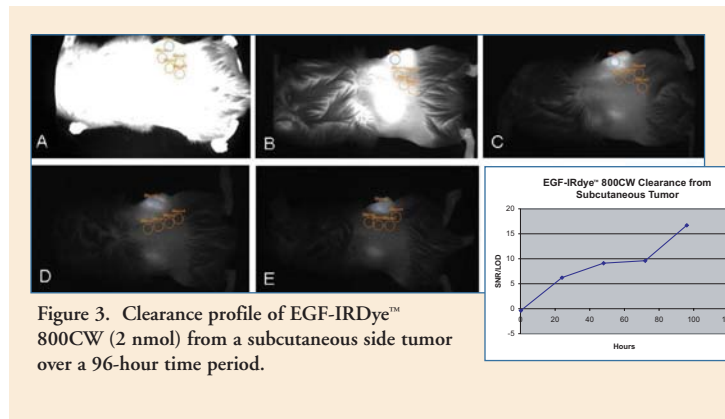 A
B
C
D
E
EGF-IRdye™ 800CW Clearance from
Subcutaneous Tumor
SNR/LOD
20
15
10
5
0
-5
0
20
40
60
80
100
Hours
Figure 3. Clearance profile of EGF-IRDye™
800CW (2 nmol) from a subcutaneous side tumor
over a 96-hour time period.